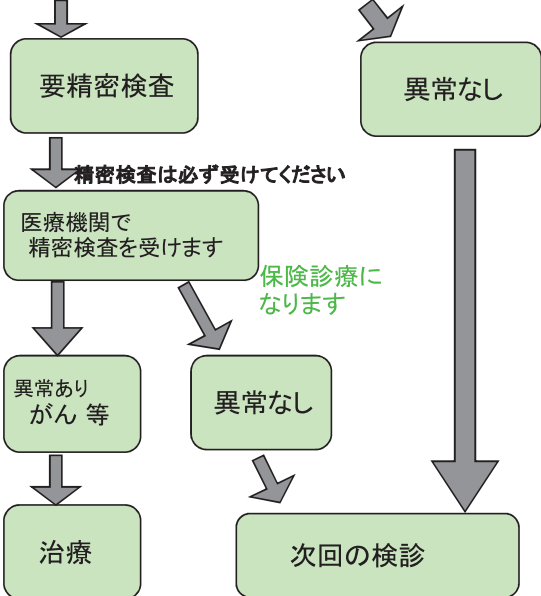 要精密検査
異常なし
精密検査は必ず受けてください
医療機関で
精密検査を受けます
保険診療に
なります
異常あり
がん 等
異常なし
治療
次回の検診